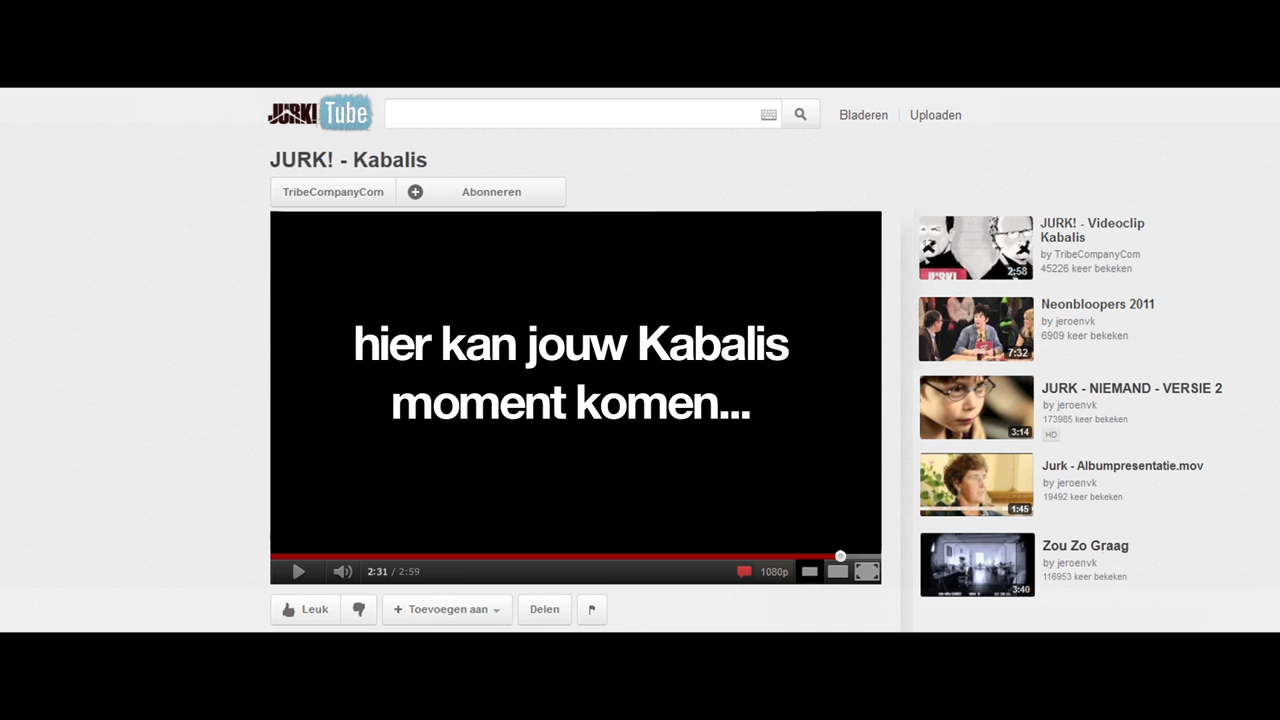 JURK! Tube
Bladeren
Uploaden
JURK! - Kabalis
TribeCompanyCom
Abonneren
hier kan jouw Kabalis
moment komen...
2:31 / 2:59
1080p
Leuk
Toevoegen aan
Delen
JURK!
2:58
JURK! - Videoclip
Kabalis
by TribeCompanyCom
45226 keer bekeken
7:32
Neonbloopers 2011
by jeroenvk
6909 keer bekeken
3:14
JURK - NIEMAND - VERSIE 2
by jeroenvk
173985 keer bekeken
HD
1:45
Jurk - Albumpresentatie.mov
by jeroenvk
19492 keer bekeken
3:40
Zou Zo Graag
by jeroenvk
116953 keer bekeken